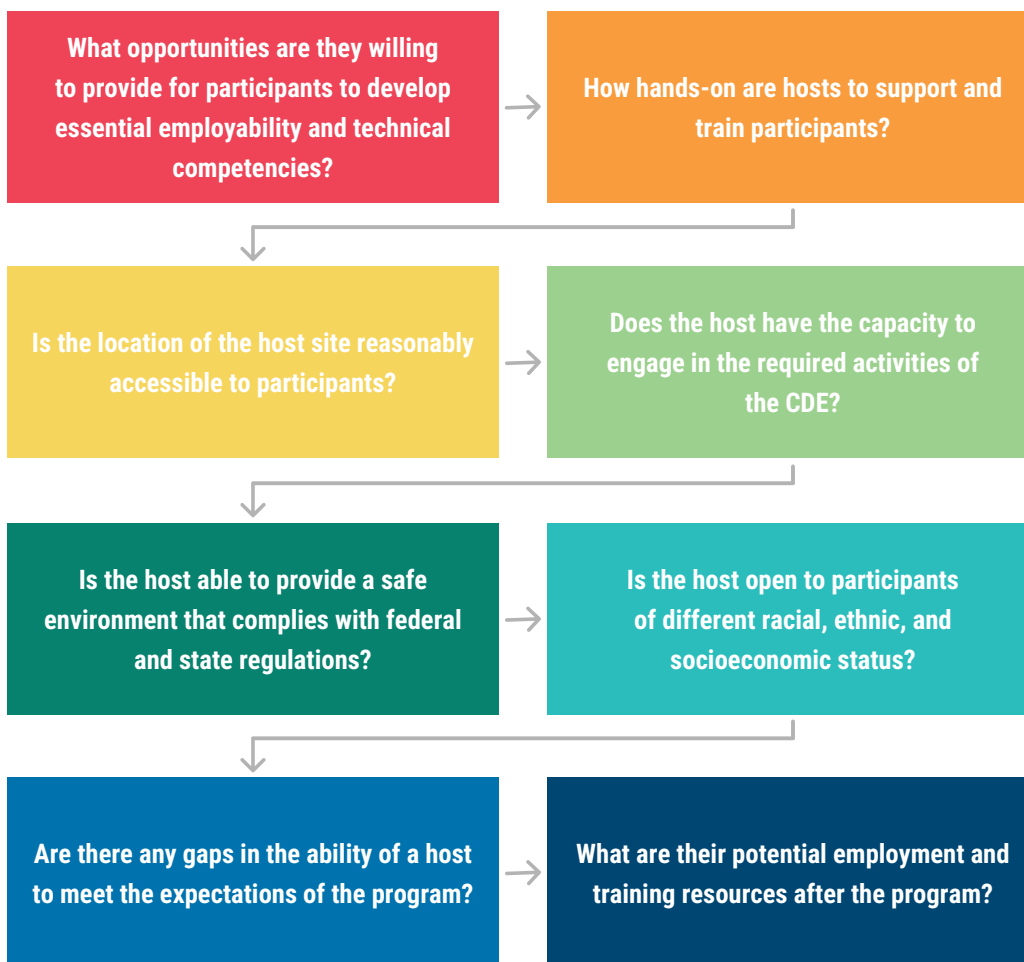 What opportunities are they willing
to provide for participants to develop
essential employability and technical
competencies?
How hands-on are hosts to support and
train participants?
Is the location of the host site reasonably
accessible to participants?
Does the host have the capacity to
engage in the required activities of
the CDE?
Is the host able to provide a safe
environment that complies with federal
and state regulations?
Is the host open to participants
of different racial, ethnic, and
socioeconomic status?
Are there any gaps in the ability of a host
to meet the expectations of the program?
What are their potential employment and
training resources after the program?